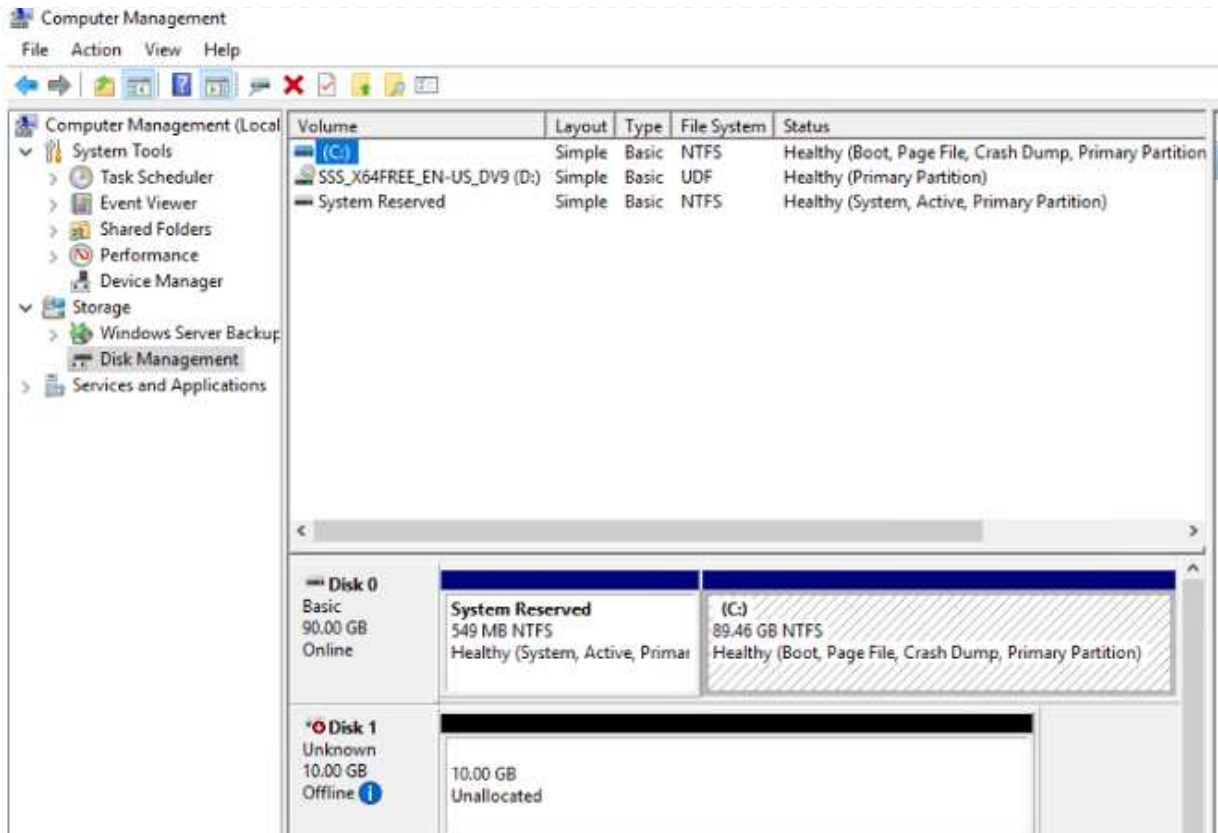 Computer Management
File Action View Help
Computer Management (Local
System Tools
Task Scheduler
Event Viewer
Shared Folders
Performance
Device Manager
Storage
Windows Server Backup
Disk Management
Services and Applications
Volume Layout Type File System Status
(C:) Simple Basic NTFS Healthy (Boot, Page File, Crash Dump, Primary Partition
SSS_X64FREE_EN-US_DV9 (D:) Simple Basic UDF Healthy (Primary Partition)
System Reserved Simple Basic NTFS Healthy (System, Active, Primary Partition)
Disk 0
Basic
90.00 GB
Online
System Reserved
549 MB NTFS
Healthy (System, Active, Primar
(C:)
89.46 GB NTFS
Healthy (Boot, Page File, Crash Dump, Primary Partition)
Disk 1
Unknown
10.00 GB
Offline
10.00 GB
Unallocated